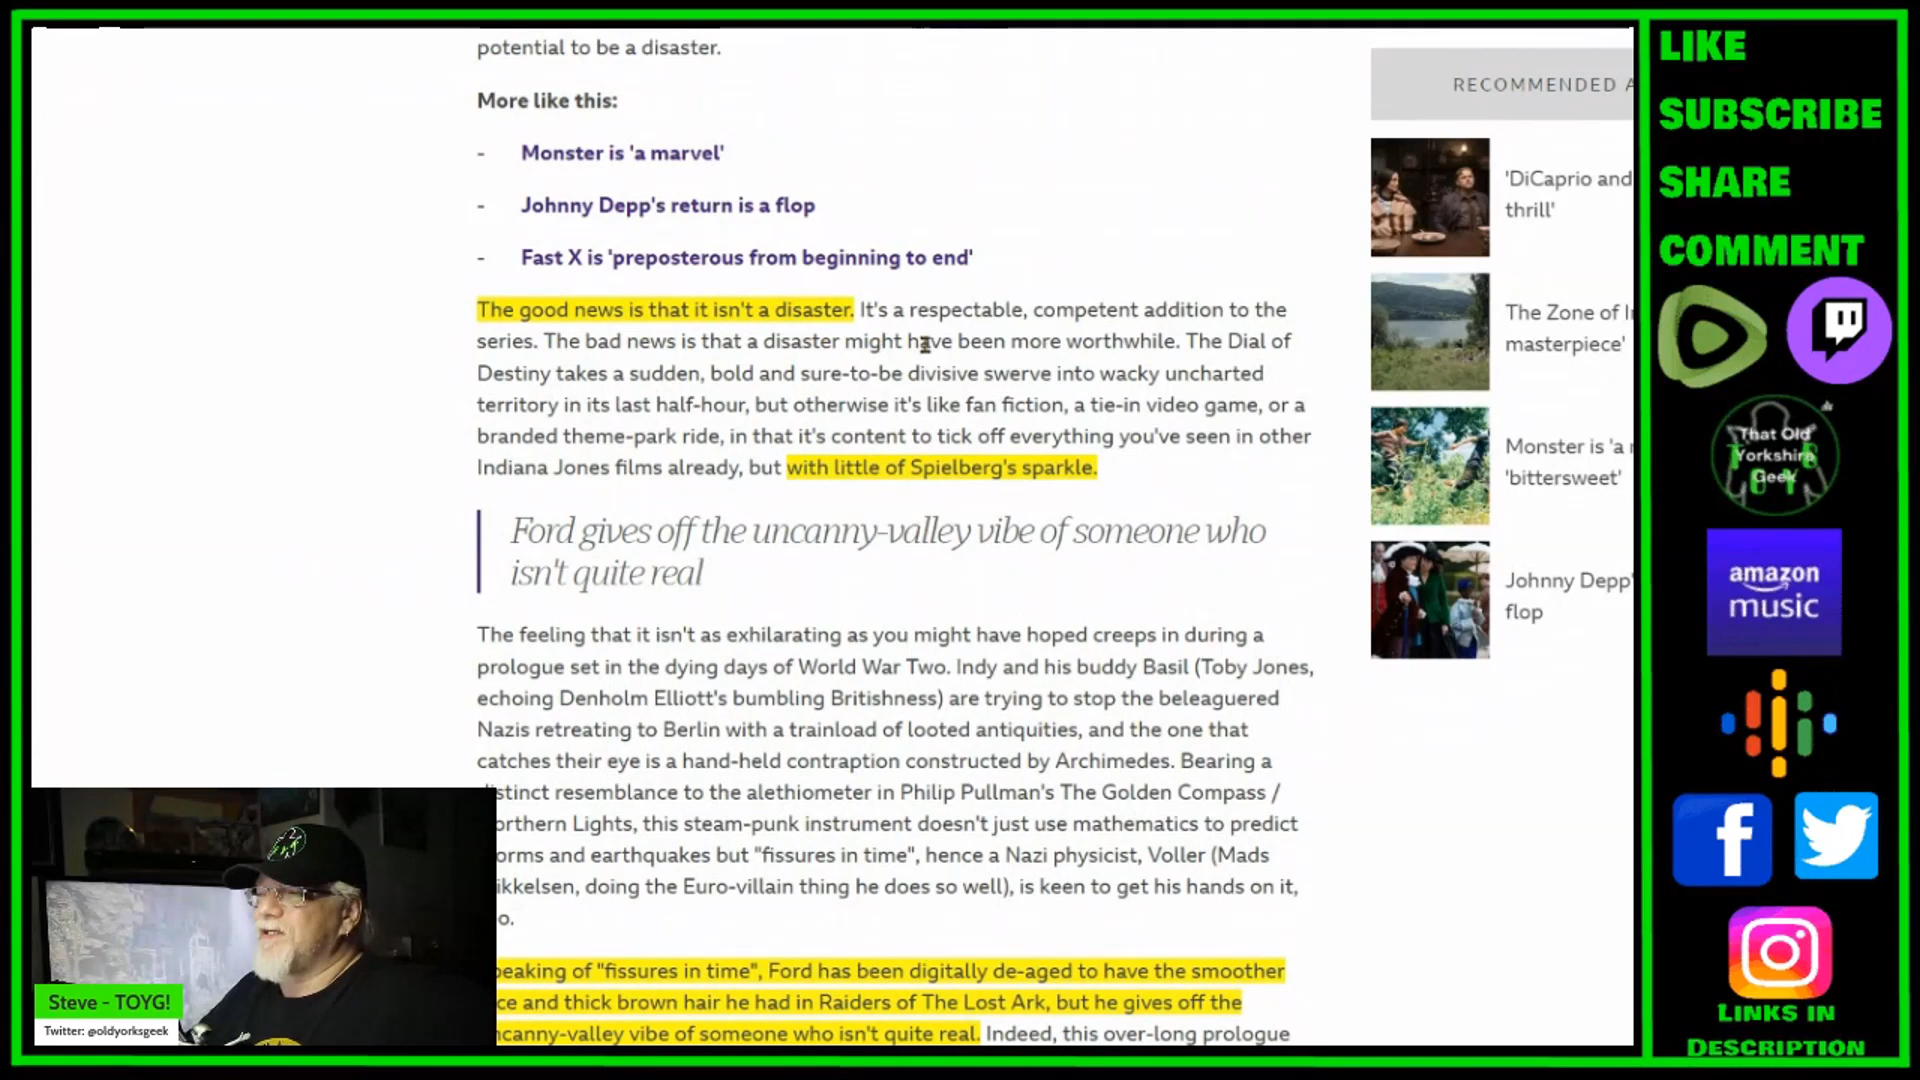 potential to be a disaster.
More like this:
- Monster is 'a marvel'
- Johnny Depp's return is a flop
- Fast X is 'preposterous from beginning to end'
The good news is that it isn't a disaster. It's a respectable, competent addition to the
series. The bad news is that a disaster might have been more worthwhile. The Dial of
Destiny takes a sudden, bold and sure-to-be divisive swerve into wacky uncharted
territory in its last half-hour, but otherwise it's like fan fiction, a tie-in video game, or a
branded theme-park ride, in that it's content to tick off everything you've seen in other
Indiana Jones films already, but with little of Spielberg's sparkle.
Ford gives off the uncanny-valley vibe of someone who
isn't quite real
The feeling that it isn't as exhilarating as you might have hoped creeps in during a
prologue set in the dying days of World War Two. Indy and his buddy Basil (Toby Jones,
echoing Denholm Elliott's bumbling Britishness) are trying to stop the beleaguered
Nazis retreating to Berlin with a trainload of looted antiquities, and the one that
catches their eye is a hand-held contraption constructed by Archimedes. Bearing a
istinct resemblance to the alethiometer in Philip Pullman's The Golden Compass /
orthern Lights, this steam-punk instrument doesn't just use mathematics to predict
orms and earthquakes but "fissures in time", hence a Nazi physicist, Voller (Mads
ikkelsen, doing the Euro-villain thing he does so well), is keen to get his hands on it,
o.
peaking of "fissures in time", Ford has been digitally de-aged to have the smoother
ce and thick brown hair he had in Raiders of The Lost Ark, but he gives off the
ncanny-valley vibe of someone who isn't quite real. Indeed, this over-long prologue
RECOMMENDED A
'DiCaprio and
thrill'
The Zone of I
masterpiece'
Monster is 'a
'bittersweet'
Johnny Depp'
flop
Steve - TOYG!
Twitter: @oldyorksgeek
LIKE
SUBSCRIBE
SHARE
COMMENT
That Old
Yorkshire
Geek
amazon
music
LINKS IN
DESCRIPTION